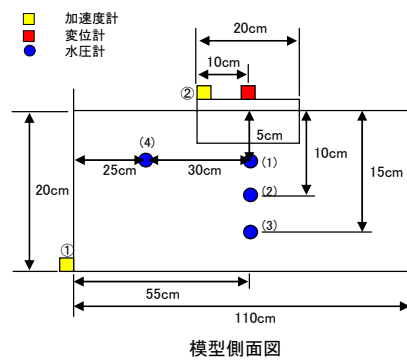 加速度計
変位計
水圧計
20cm
10cm
②
5cm
10cm
(4)
(1)
15cm
20cm
25cm
30cm
(2)
(3)
①
55cm
110cm
模型側面図